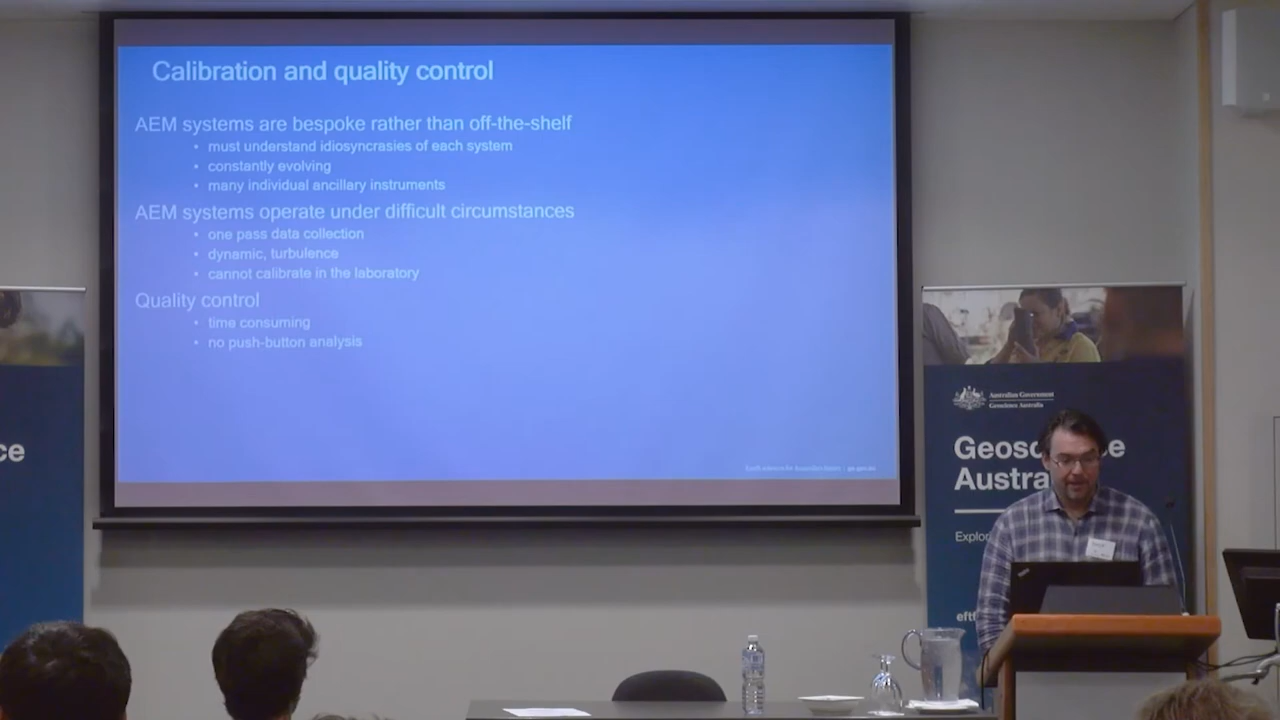 Calibration and quality control
AEM systems are bespoke rather than off-the-shelf
• must understand idiosyncrasies of each system
• constantly evolving
• many individual ancillary instruments
AEM systems operate under difficult circumstances
• one pass data collection
• dynamic, turbulence
• cannot calibrate in the laboratory
Quality control
• time consuming
• no push-button analysis
ce
Australian Government
Geoscience Australia
Geosc ce
Austra
Explor
eftf